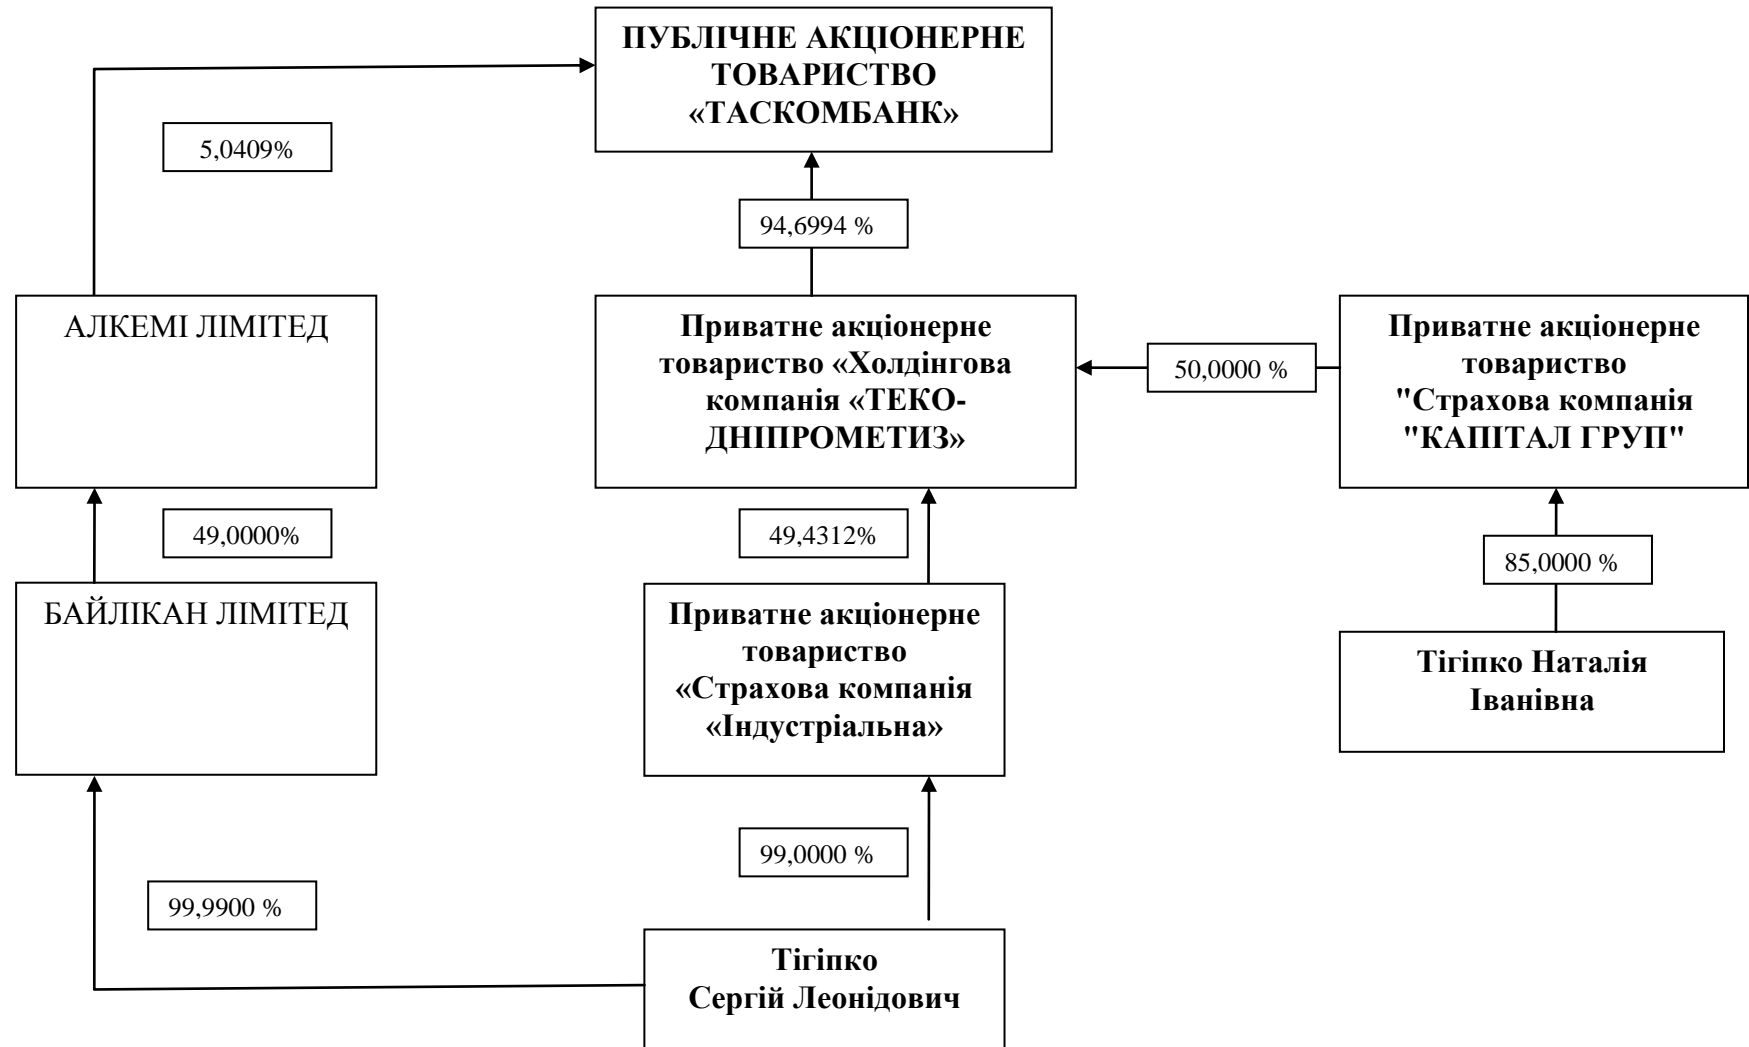 ПУБЛІЧНЕ АКЦІОНЕРНЕ
ТОВАРИСТВО
«ТАСКОМБАНК»
5,0409%
94,6994 %
АЛКЕМІ ЛІМІТЕД
Приватне акціонерне
товариство «Холдінгова
компанія «ТЕКО-
ДНІПРОМЕТИЗ»
50,0000 %
Приватне акціонерне
товариство
"Страхова компанія
"КАПІТАЛ ГРУП"
49,0000%
49,4312%
85,0000 %
БАЙЛІКАН ЛІМІТЕД
Приватне акціонерне
товариство
«Страхова компанія
«Індустріальна»
Тігіпко Наталія
Іванівна
99,0000 %
99,9900 %
Тігіпко
Сергій Леонідович